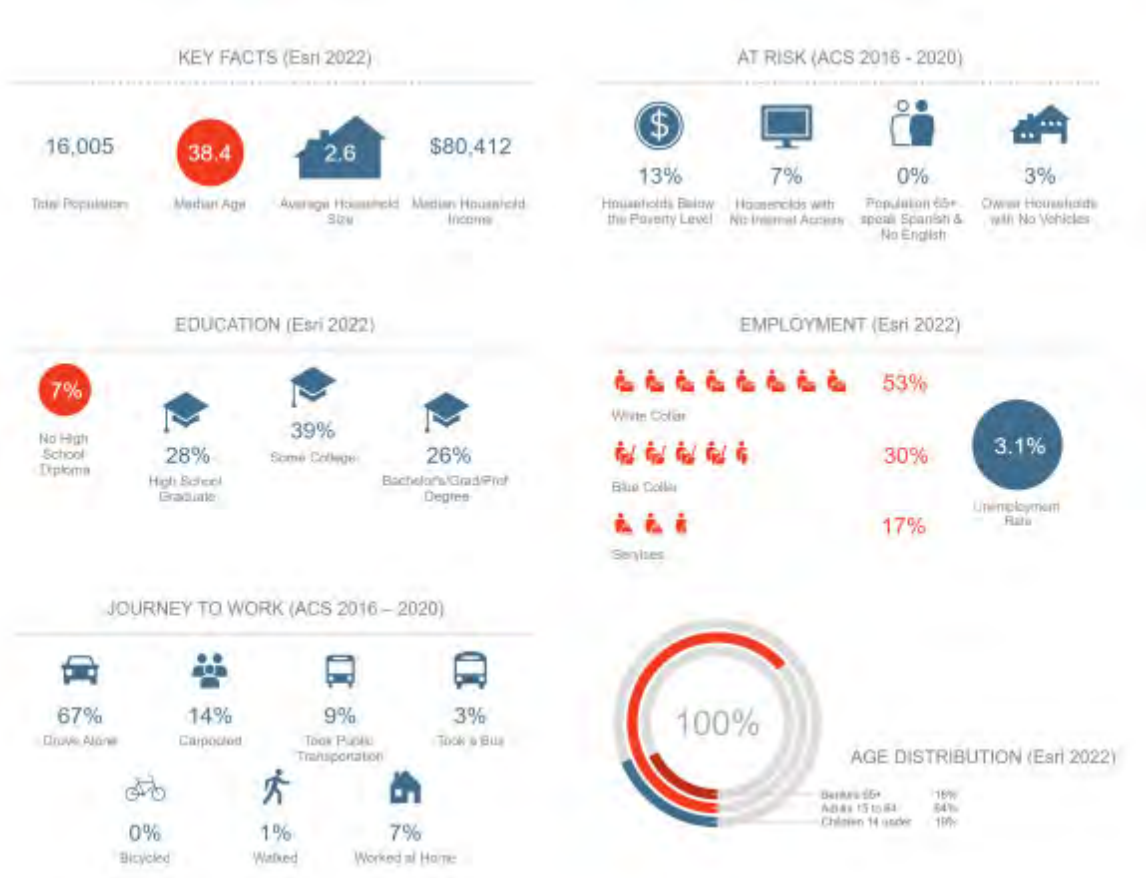 KEY FACTS (Esri 2022)
16,005
Total Population
38.4
Median Age
2.6
Average Household
Size
$80,412
Median Household
Income
AT RISK (ACS 2016 - 2020)
13%
Households Below
the Poverty Level
7%
Households with
No Internet Access
0%
Population 65+
speak Spanish &
No English
3%
Owner Households
with No Vehicles
EDUCATION (Esri 2022)
7%
No High
School
Diploma
28%
High School
Graduate
39%
Some College
26%
Bachelor's/Grad/Prof
Degree
EMPLOYMENT (Esri 2022)
53%
White Collar
30%
Blue Collar
17%
Services
3.1%
Unemployment
Rate
JOURNEY TO WORK (ACS 2016 – 2020)
67%
Drove Alone
14%
Carpooled
9%
Took Public
Transportation
3%
Took a Bus
0%
Bicycled
1%
Walked
7%
Worked at Home
100%
AGE DISTRIBUTION (Esri 2022)
Seniors 65+
Adults 15 to 64 64%
Children 14 under